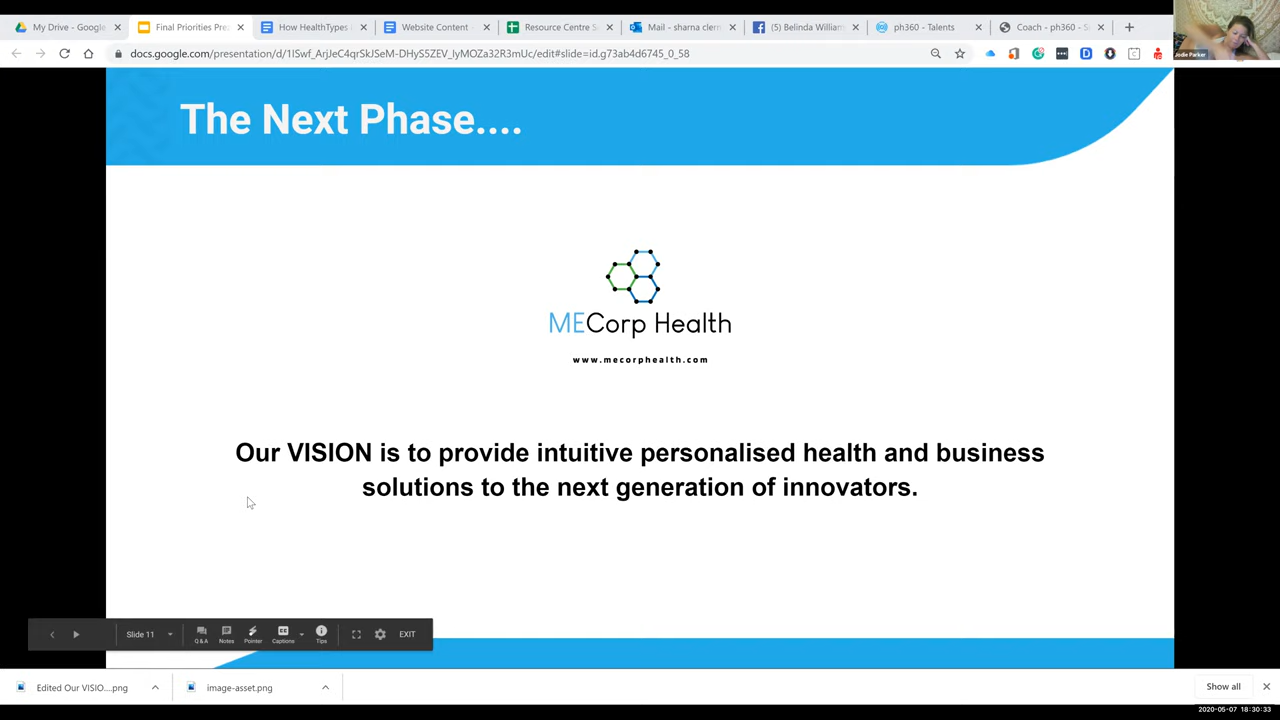 My Drive - Google
Final Priorities Pre
How HealthTypes
Website Content
Resource Centre S
Mail - sharna clem
(5) Belinda William
ph360 - Talents
Coach - ph360 - S
docs.google.com/presentation/d/1ISwf_ArjJeC4qrSkJSeM-DHyS5ZEV_lyMOZa32R3mUc/edit#slide=id.g73ab4d6745_0_58
Jodie Parker
The Next Phase....
MECorp Health
www.mecorphealth.com
Our VISION is to provide intuitive personalised health and business
solutions to the next generation of innovators.
Slide 11
Q&A
Notes
Pointer
Captions
Tips
EXIT
Edited Our VISIO....png
image-asset.png
Show all
2020-05-07 18:30:33